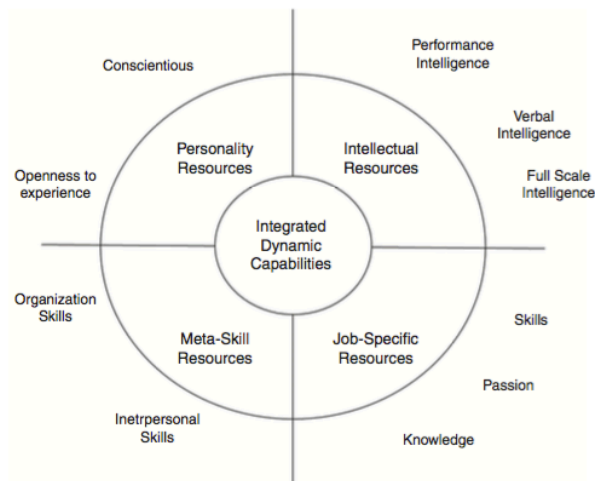 Performance
Intelligence
Conscientious
Verbal
Intelligence
Personality
Resources
Intellectual
Resources
Openness to
experience
Full Scale
Intelligence
Integrated
Dynamic
Capabilities
Organization
Skills
Skills
Meta-Skill
Resources
Job-Specific
Resources
Passion
Inetrpersonal
Skills
Knowledge